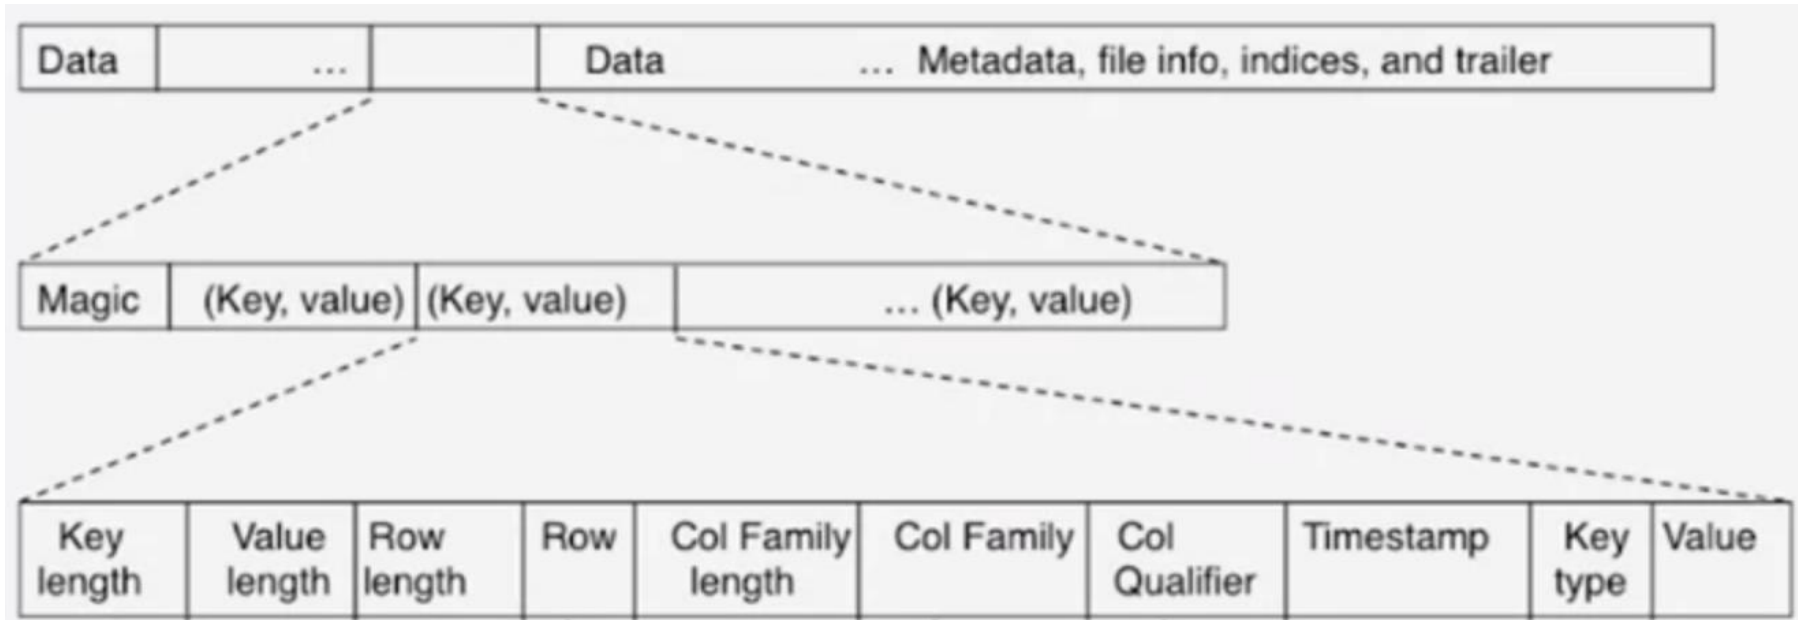 Data ... Data ... Metadata, file info, indices, and trailer
Magic (Key, value) (Key, value) ... (Key, value)
Key length Value length Row length Row Col Family length Col Family Col Qualifier Timestamp Key type Value